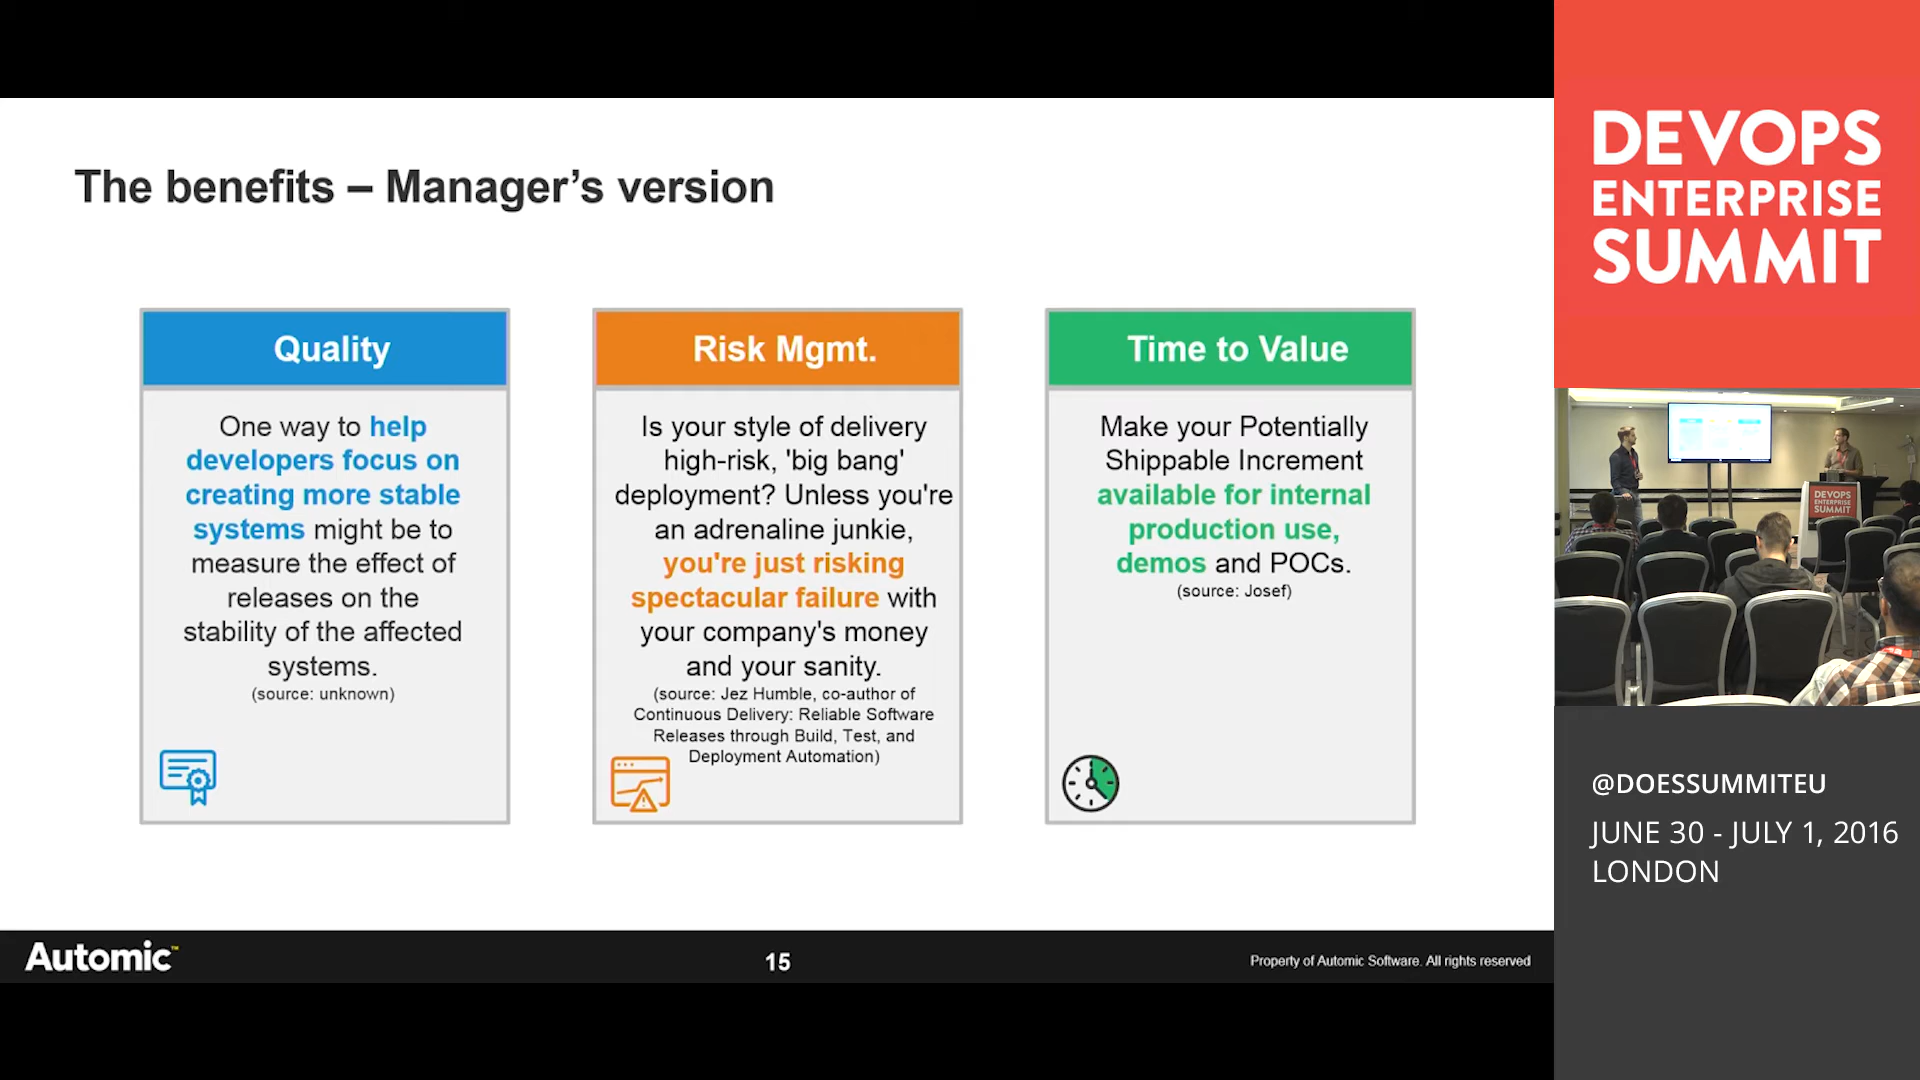 The benefits – Manager's version
Quality
One way to help
developers focus on
creating more stable
systems might be to
measure the effect of
releases on the
stability of the affected
systems.
(source: unknown)
Risk Mgmt.
Is your style of delivery
high-risk, 'big bang'
deployment? Unless you're
an adrenaline junkie,
you're just risking
spectacular failure with
your company's money
and your sanity.
(source: Jez Humble, co-author of
Continuous Delivery: Reliable Software
Releases through Build, Test, and
Deployment Automation)
Time to Value
Make your Potentially
Shippable Increment
available for internal
production use,
demos and POCs.
(source: Josef)
Automic™
15
Property of Automic Software. All rights reserved
DEVOPS
ENTERPRISE
SUMMIT
DEVOPS
ENTERPRISE
SUMMIT
@DOESSUMMITEU
JUNE 30 - JULY 1, 2016
LONDON